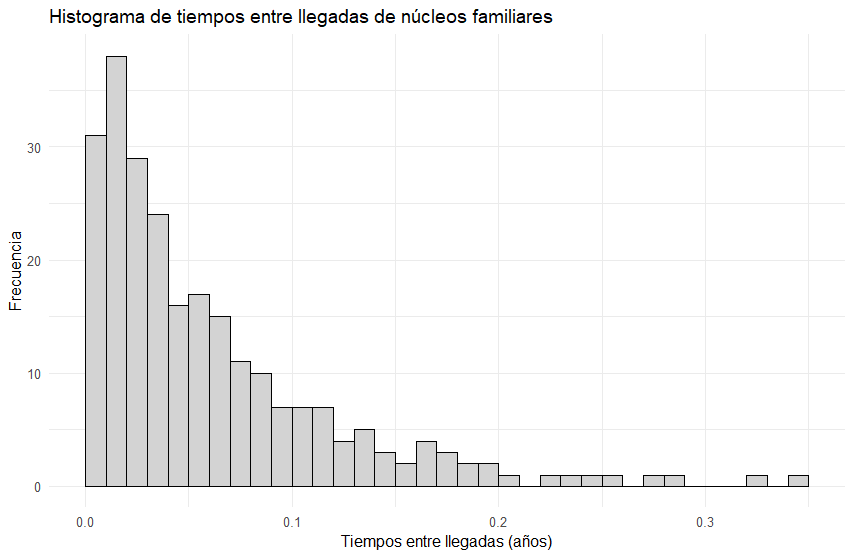 Histograma de tiempos entre llegadas de núcleos familiares
Frecuencia
30
20
10
0
0.0 0.1 0.2 0.3
Tiempos entre llegadas (años)